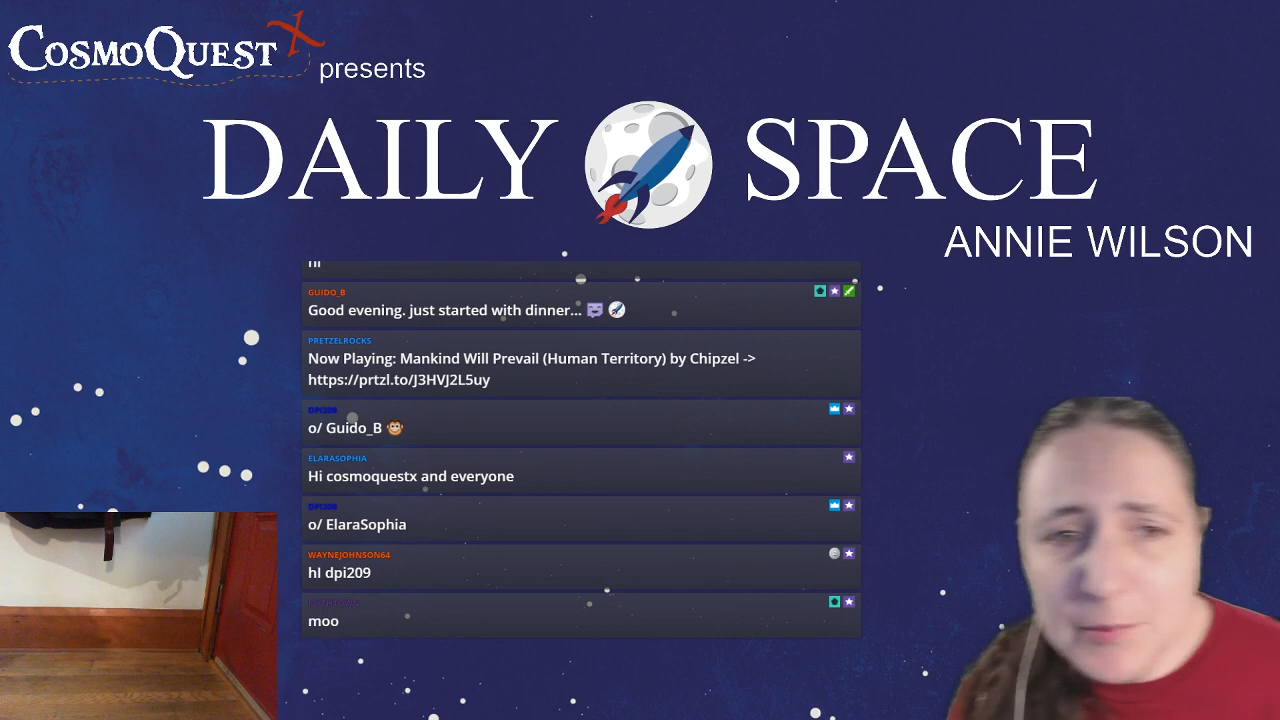 COSMOQUEST X
presents
DAILY SPACE
ANNIE WILSON
GUIDO_B
Good evening. just started with dinner...
PRETZELROCKS
Now Playing: Mankind Will Prevail (Human Territory) by Chipzel ->
https://prtzl.to/J3HVJ2L5uy
DPI209
o/ Guido_B
ELARASOPHIA
Hi cosmoquestx and everyone
DPI209
o/ ElaraSophia
WAYNEJOHNSON64
hI dpi209
moo